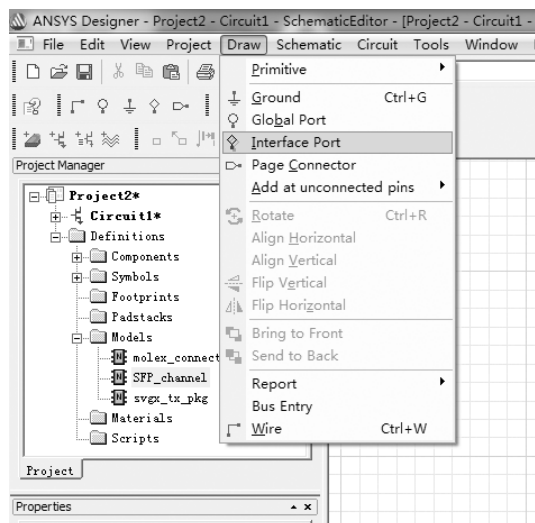 ANSYS Designer - Project2 - Circuit1 - SchematicEditor - [Project2 - Circuit1 -
File Edit View Project Draw Schematic Circuit Tools Window
Primitive
Ground Ctrl+G
Global Port
Interface Port
Page Connector
Add at unconnected pins
Rotate Ctrl+R
Align Horizontal
Align Vertical
Flip Vertical
Flip Horizontal
Bring to Front
Send to Back
Report
Bus Entry
Wire Ctrl+W
Project Manager
Project2*
Circuit1*
Definitions
Components
Symbols
Footprints
Padstacks
Models
molex_connect
SFP_channel
svgx_tx_pkg
Materials
Scripts
Project
Properties